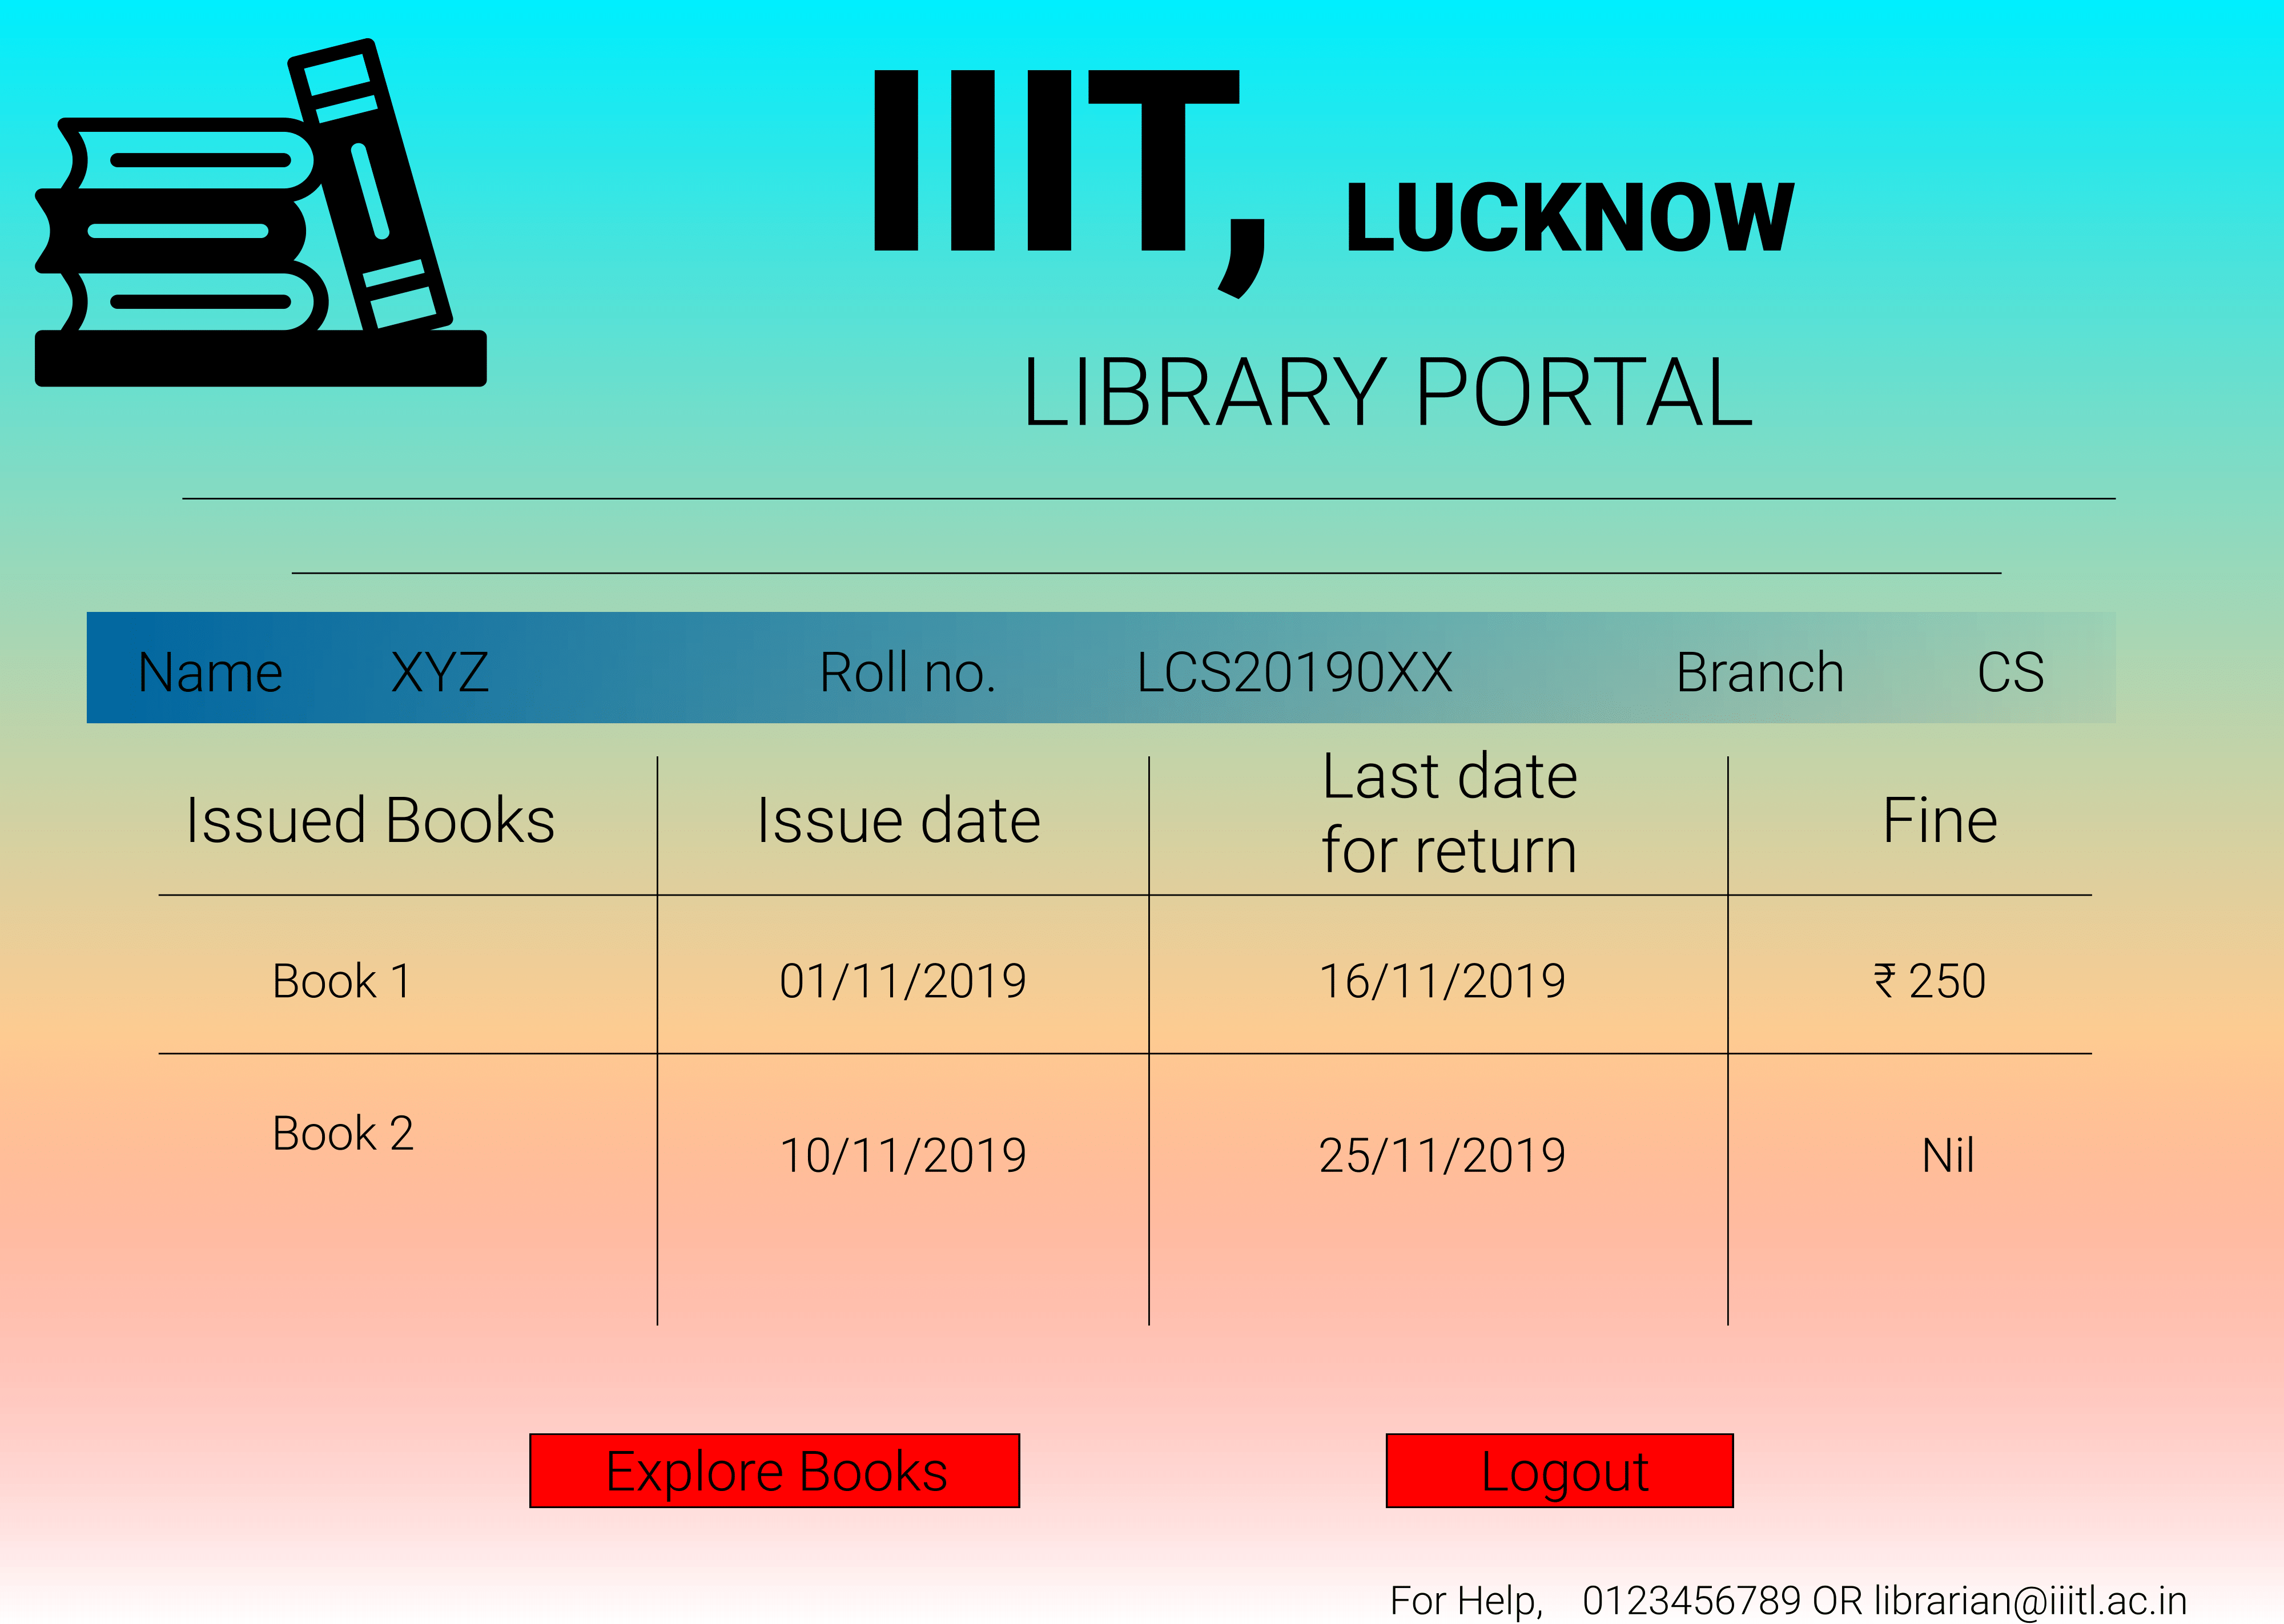 IIIT, LUCKNOW
LIBRARY PORTAL
Name XYZ Roll no. LCS20190XX Branch CS
Issued Books Issue date Last date for return Fine
Book 1 01/11/2019 16/11/2019 ₹ 250
Book 2 10/11/2019 25/11/2019 Nil
Explore Books Logout
For Help, 0123456789 OR librarian@iiitl.ac.in